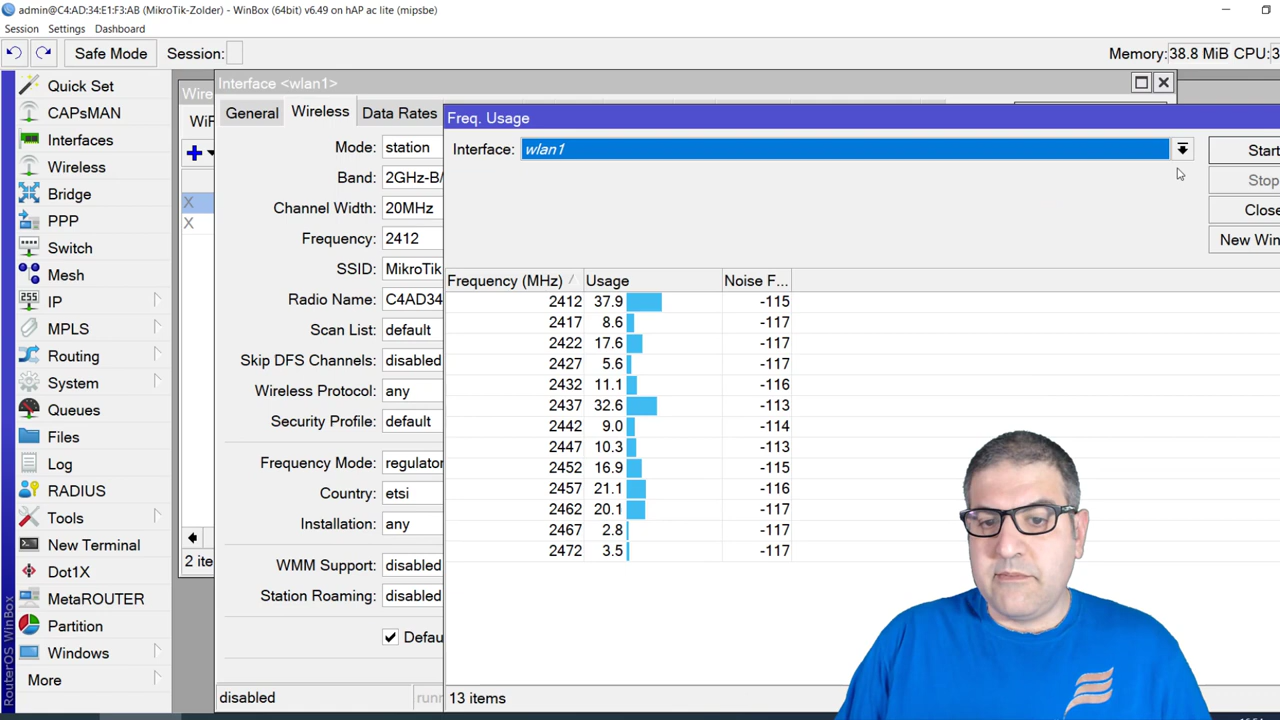 admin@C4:AD:34:E1:F3:AB (MikroTik-Zolder) - WinBox (64bit) v6.49 on hAP ac lite (mipsbe)
Session Settings Dashboard
Safe Mode Session: Memory: 38.8 MiB CPU: 3
Quick Set
CAPsMAN
Interfaces
Wireless
Bridge
PPP
Switch
Mesh
255 IP
MPLS
Routing
System
Queues
Files
Log
RADIUS
Tools
New Terminal
Dot1X
MetaROUTER
Partition
Windows
More
RouterOS WinBox
Wire
WiF
X
X
2 ite
Interface <wlan1>
General Wireless Data Rates
Mode: station
Band: 2GHz-B/
Channel Width: 20MHz
Frequency: 2412
SSID: MikroTik
Radio Name: C4AD34
Scan List: default
Skip DFS Channels: disabled
Wireless Protocol: any
Security Profile: default
Frequency Mode: regulator
Country: etsi
Installation: any
WMM Support: disabled
Station Roaming: disabled
Defau
disabled runn
Freq. Usage
Interface: wlan1
Start
Stop
Close
New Win
Frequency (MHz) / Usage Noise F...
2412 37.9 -115
2417 8.6 -117
2422 17.6 -117
2427 5.6 -117
2432 11.1 -116
2437 32.6 -113
2442 9.0 -114
2447 10.3 -113
2452 16.9 -115
2457 21.1 -116
2462 20.1 -117
2467 2.8 -117
2472 3.5 -117
13 items